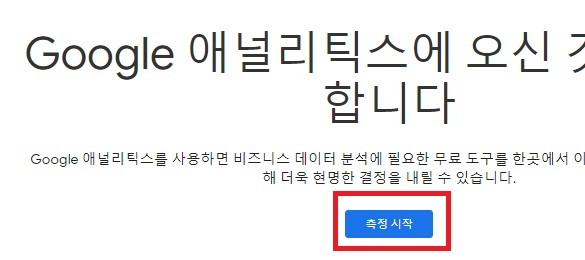 Google 애널리틱스에 오신
합니다
Google 애널리틱스를 사용하면 비즈니스 데이터 분석에 필요한 무료 도구를 한곳에서
해 더욱 현명한 결정을 내릴 수 있습니다.
측정 시작